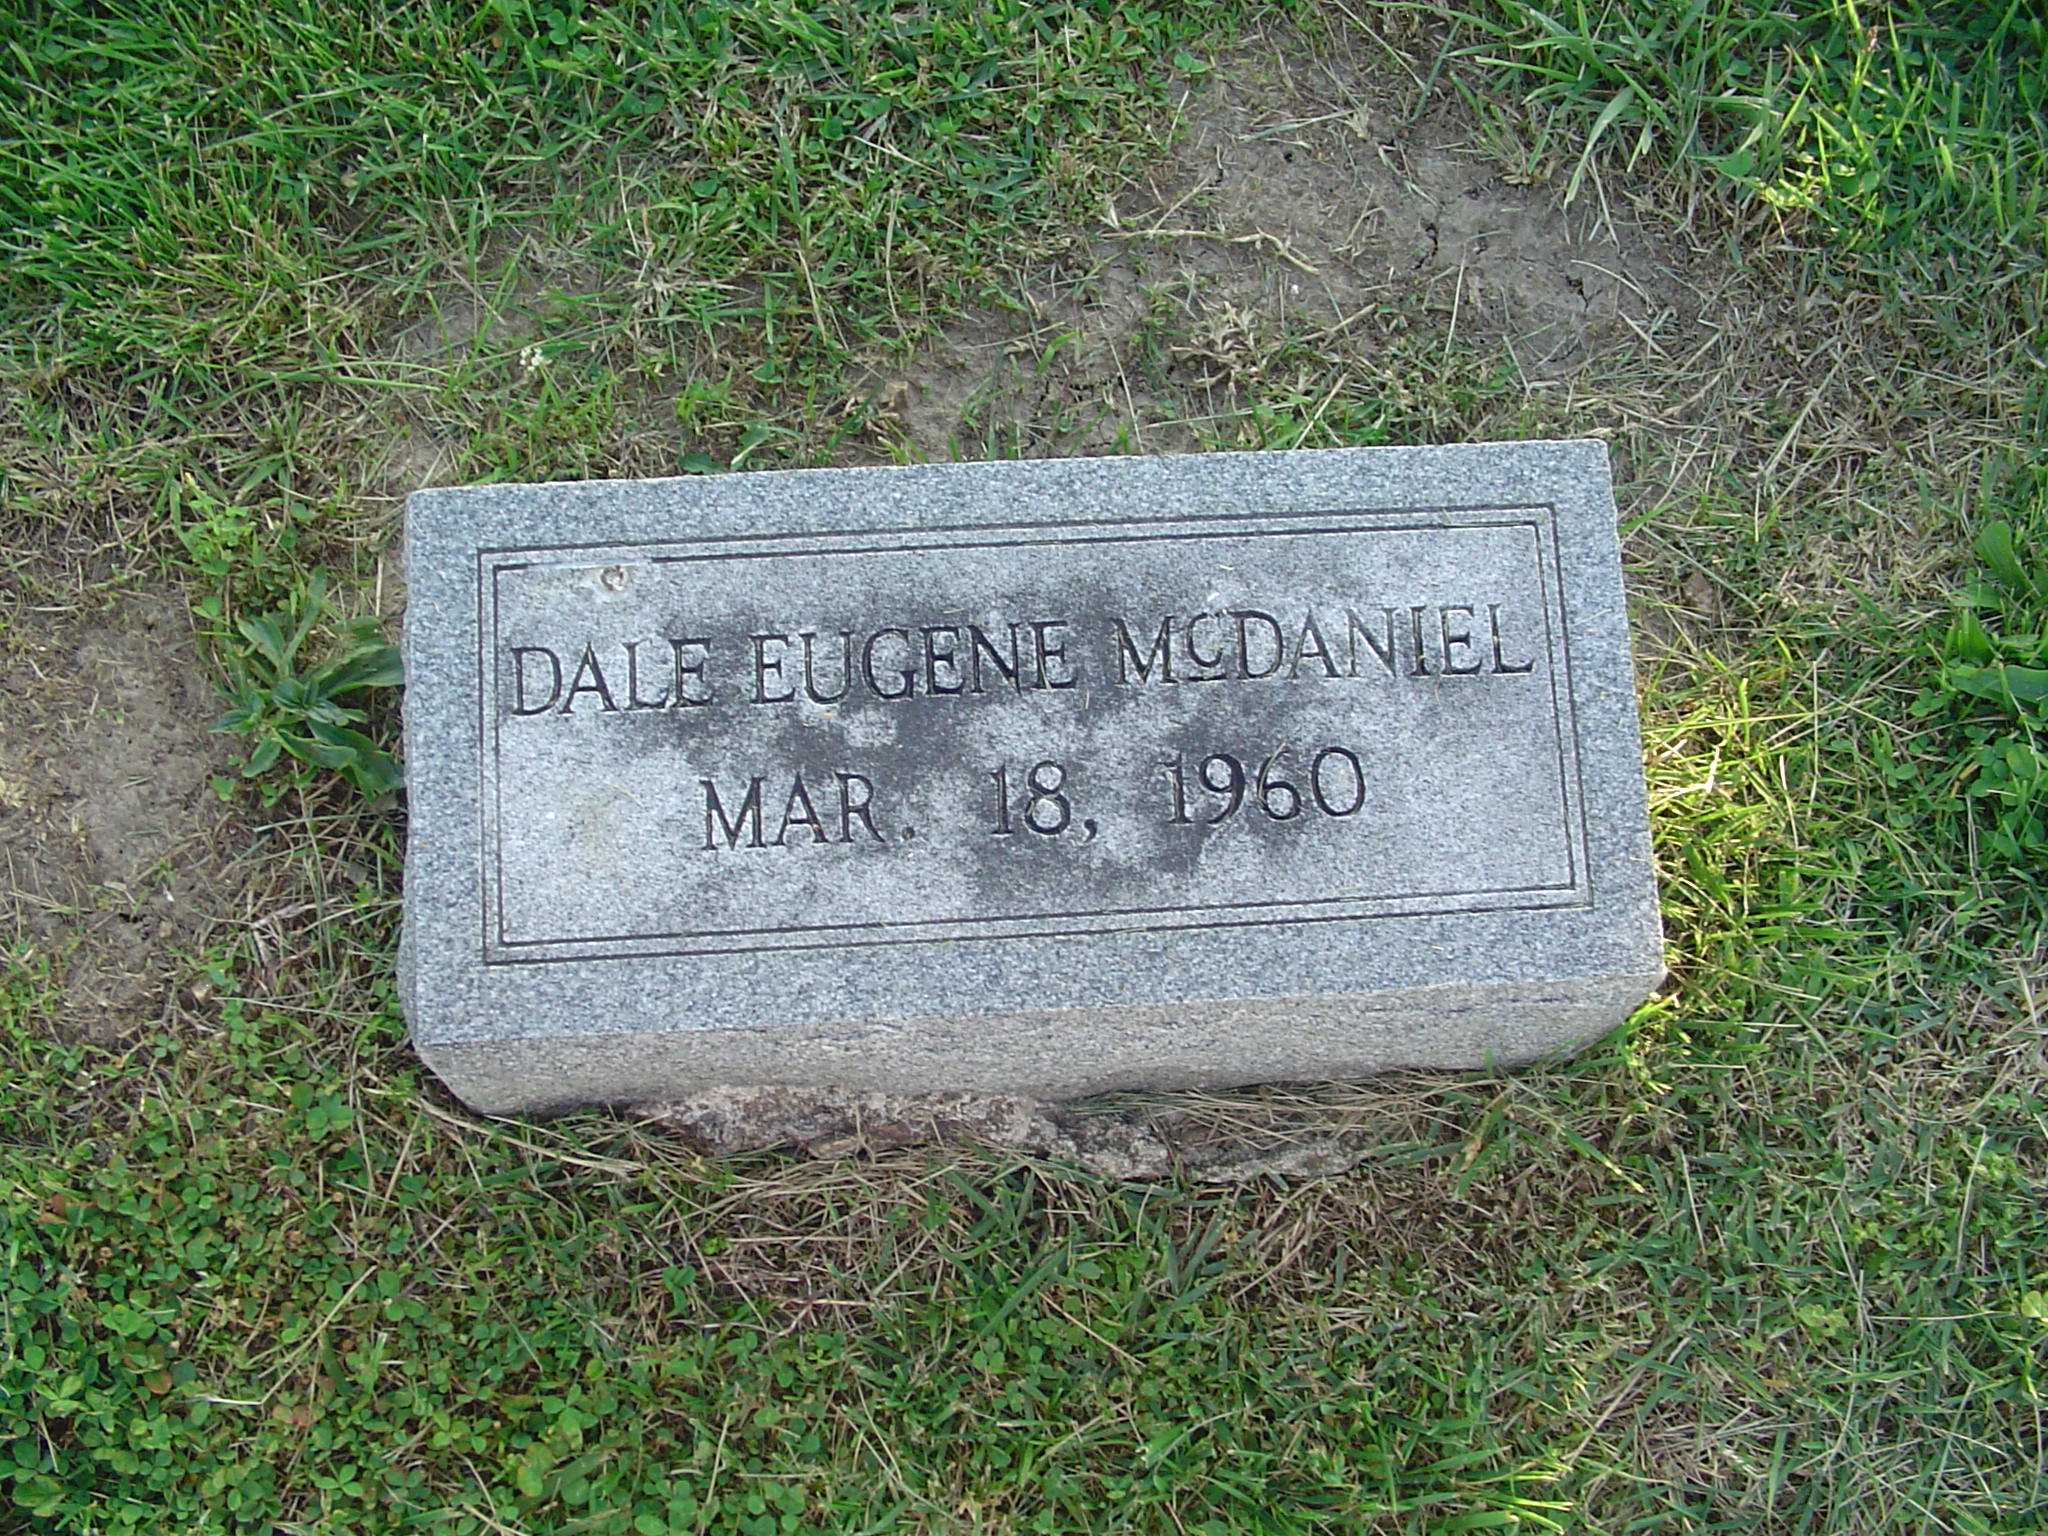 DALE EUGENE McDANIEL
MAR. 18, 1960